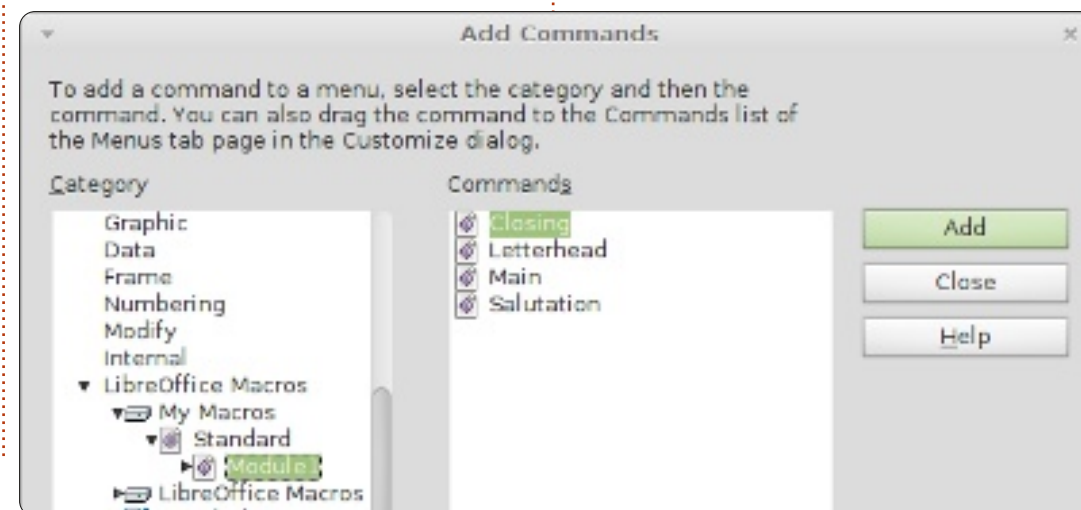 Add Commands
To add a command to a menu, select the category and then the
command. You can also drag the command to the Commands list of
the Menus tab page in the Customize dialog.
Category
Commands
Graphic
Data
Frame
Numbering
Modify
Internal
LibreOffice Macros
My Macros
Standard
Module1
LibreOffice Macros
Closing
Letterhead
Main
Salutation
Add
Close
Help